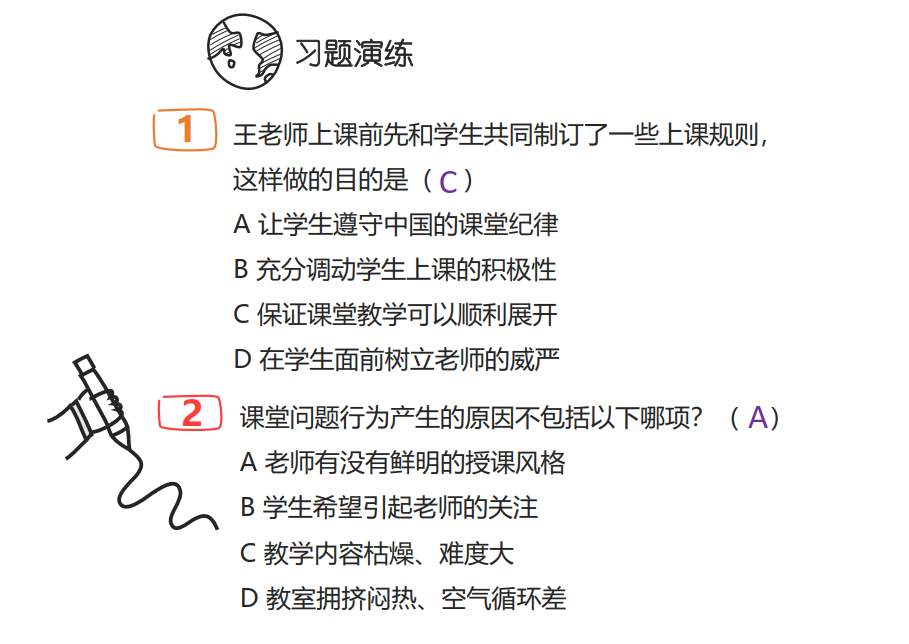 习题演练
1 王老师上课前先和学生共同制订了一些上课规则，
这样做的目的是（ C ）
A 让学生遵守中国的课堂纪律
B 充分调动学生上课的积极性
C 保证课堂教学可以顺利展开
D 在学生面前树立老师的威严
2 课堂问题行为产生的原因不包括以下哪项？（ A ）
A 老师有没有鲜明的授课风格
B 学生希望引起老师的关注
C 教学内容枯燥、难度大
D 教室拥挤闷热、空气循环差